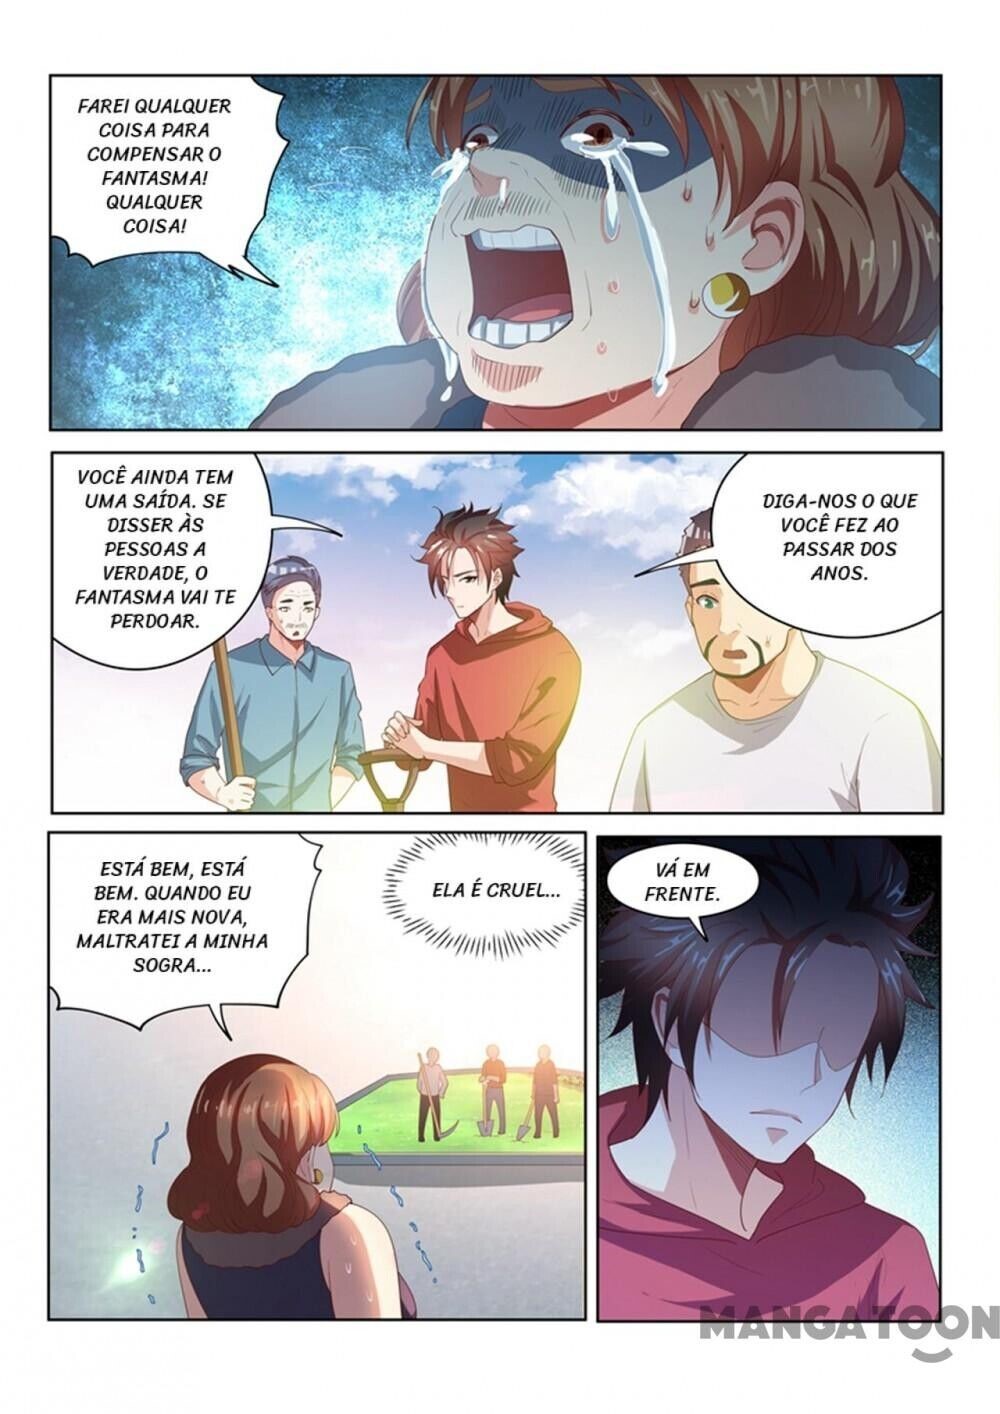 FAREI QUALQUER
COISA PARA
COMPENSAR O
FANTASMA!
QUALQUER
COISA!
VOCÊ AINDA TEM
UMA SAÍDA. SE
DISSER ÀS
PESSOAS A
VERDADE, O
FANTASMA VAI TE
PERDOAR.
DIGA-NOS O QUE
VOCÊ FEZ AO
PASSAR DOS
ANOS.
ESTÁ BEM, ESTÁ
BEM. QUANDO EU
ERA MAIS NOVA,
MALTRATEI A MINHA
SOGRA...
ELA É CRUEL...
VÁ EM
FRENTE.
MANGATOON